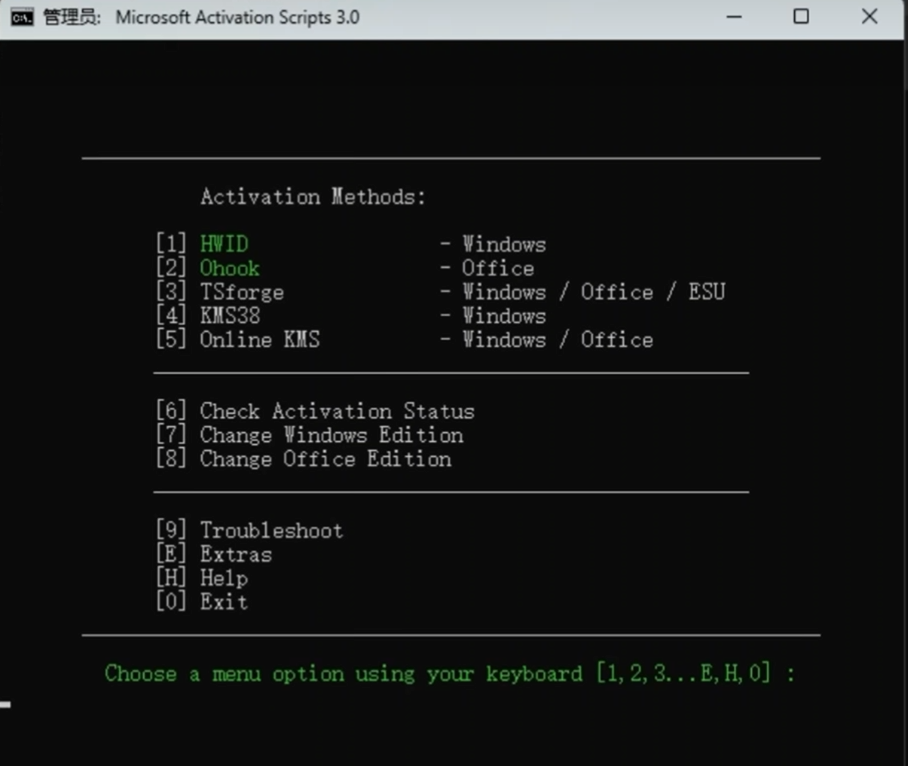 管理员: Microsoft Activation Scripts 3.0
Activation Methods:
[1] HWID - Windows
[2] Ohook - Office
[3] TSforge - Windows / Office / ESU
[4] KMS38 - Windows
[5] Online KMS - Windows / Office
[6] Check Activation Status
[7] Change Windows Edition
[8] Change Office Edition
[9] Troubleshoot
[E] Extras
[H] Help
[0] Exit
Choose a menu option using your keyboard [1,2,3...E,H,0] :